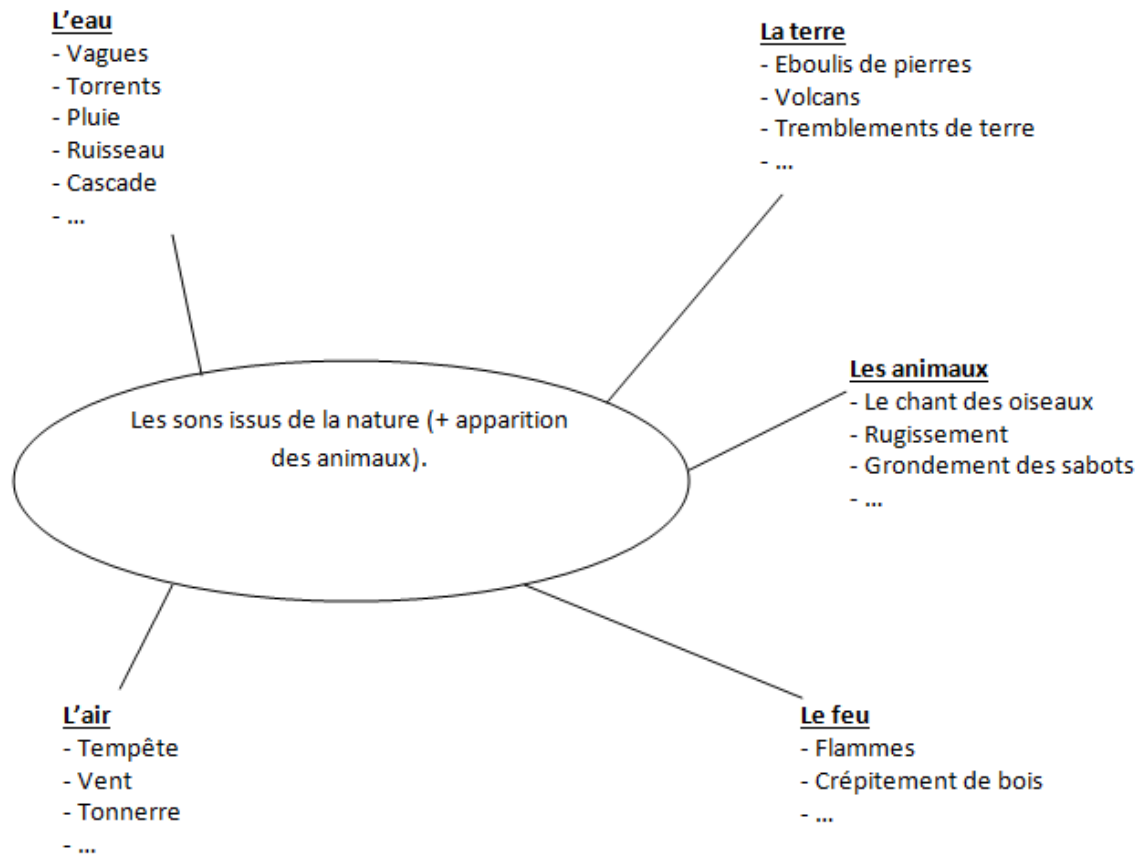 L'eau
- Vagues
- Torrents
- Pluie
- Ruisseau
- Cascade
- ...
La terre
- Eboulis de pierres
- Volcans
- Tremblements de terre
- ...
Les sons issus de la nature (+ apparition
des animaux).
Les animaux
- Le chant des oiseaux
- Rugissement
- Grondement des sabots
- ...
L'air
- Tempête
- Vent
- Tonnerre
- ...
Le feu
- Flammes
- Crépitement de bois
- ...